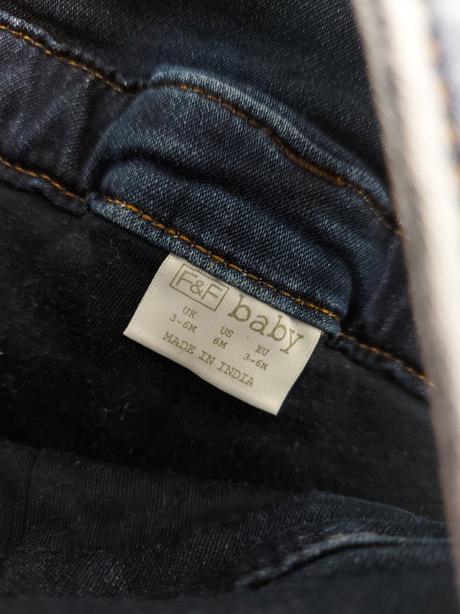 F&F baby
UK US EU
3-6M 6M 3-6M
MADE IN INDIA